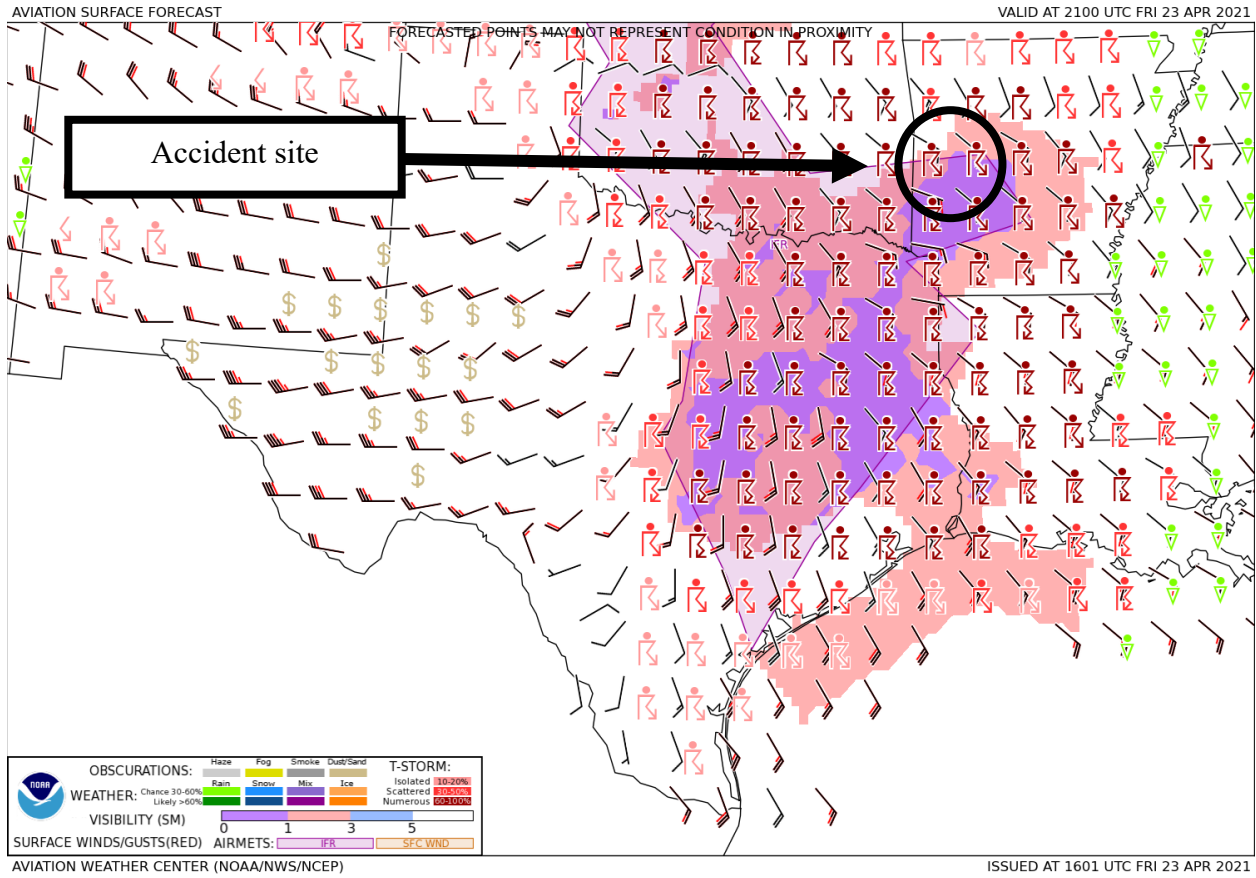 AVIATION SURFACE FORECAST
VALID AT 2100 UTC FRI 23 APR 2021
FORECASTED POINTS MAY NOT REPRESENT CONDITION IN PROXIMITY
Accident site
IFR
OBSCURATIONS: Haze Fog Smoke Dust/Sand
WEATHER: Rain Snow Mix Ice
Chance 30-60%
Likely >60%
T-STORM:
Isolated 10-20%
Scattered 30-50%
Numerous 60-100%
NOAA
VISIBILITY (SM)
0 1 3 5
SURFACE WINDS/GUSTS(RED) AIRMETS: IFR SFC WND
AVIATION WEATHER CENTER (NOAA/NWS/NCEP)
ISSUED AT 1601 UTC FRI 23 APR 2021